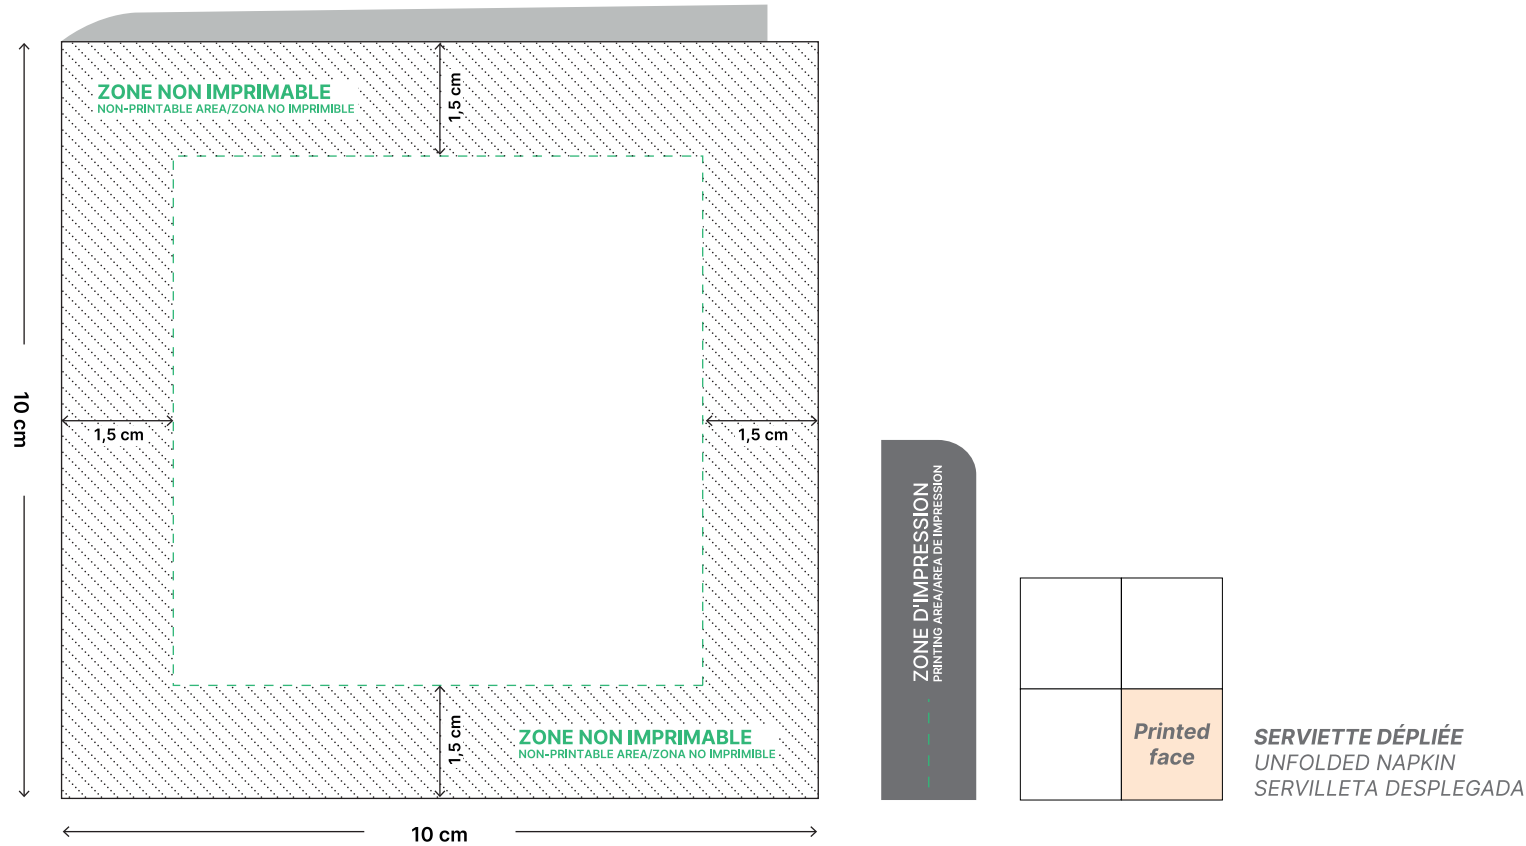 ZONE NON IMPRIMABLE
NON-PRINTABLE AREA/ZONA NO IMPRIMIBLE
1,5 cm
10 cm
1,5 cm
1,5 cm
ZONE D'IMPRESSION
PRINTING AREA/AREA DE IMPRESSION
1,5 cm
ZONE NON IMPRIMABLE
NON-PRINTABLE AREA/ZONA NO IMPRIMIBLE
10 cm
Printed
face
SERVIETTE DÉPLIÉE
UNFOLDED NAPKIN
SERVILLETA DESPLEGADA